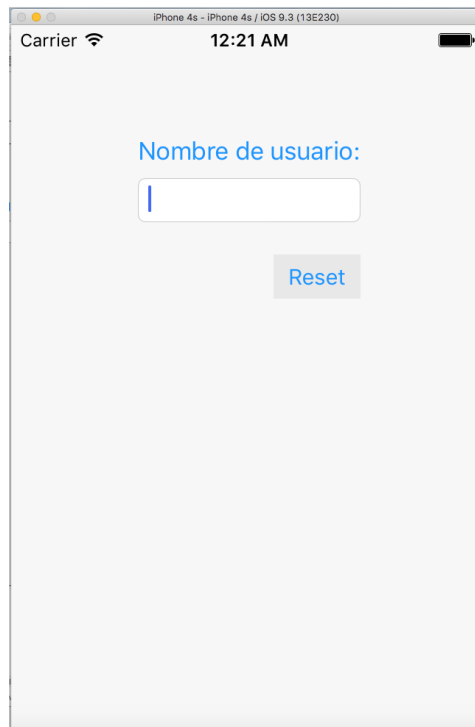 iPhone 4s - iPhone 4s / iOS 9.3 (13E230)
Carrier 12:21 AM
Nombre de usuario:
Reset